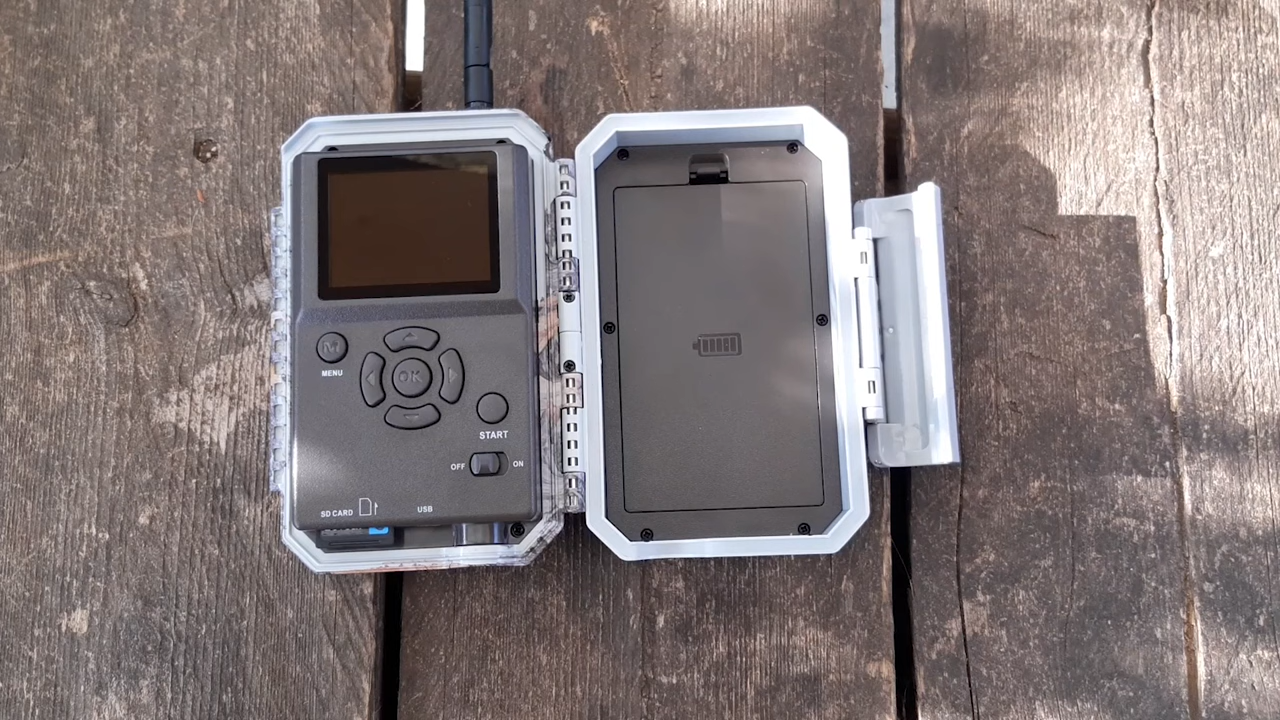 M
MENU
OK
START
OFF ON
SD CARD USB